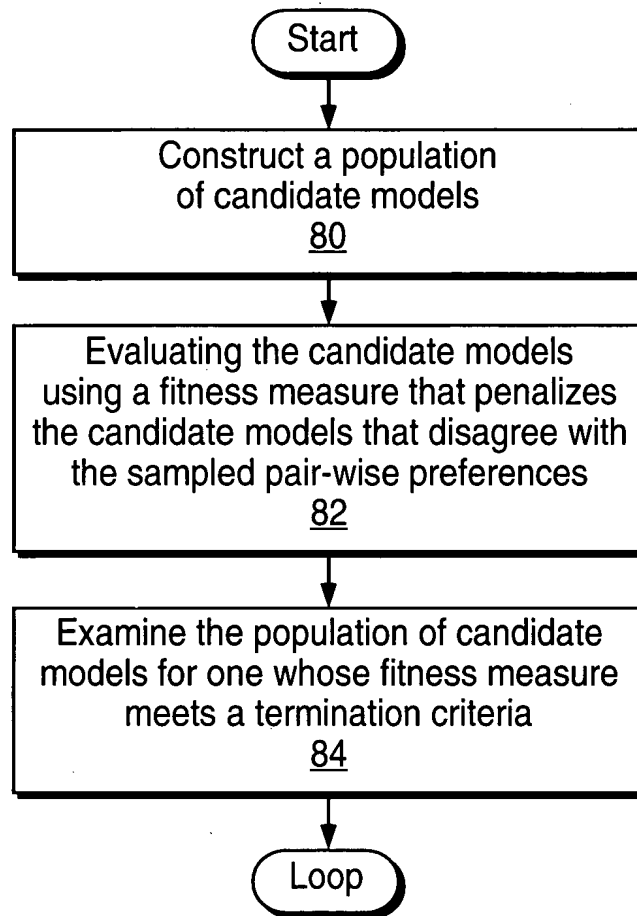 Start
Construct a population
of candidate models
80
Evaluating the candidate models
using a fitness measure that penalizes
the candidate models that disagree with
the sampled pair-wise preferences
82
Examine the population of candidate
models for one whose fitness measure
meets a termination criteria
84
Loop